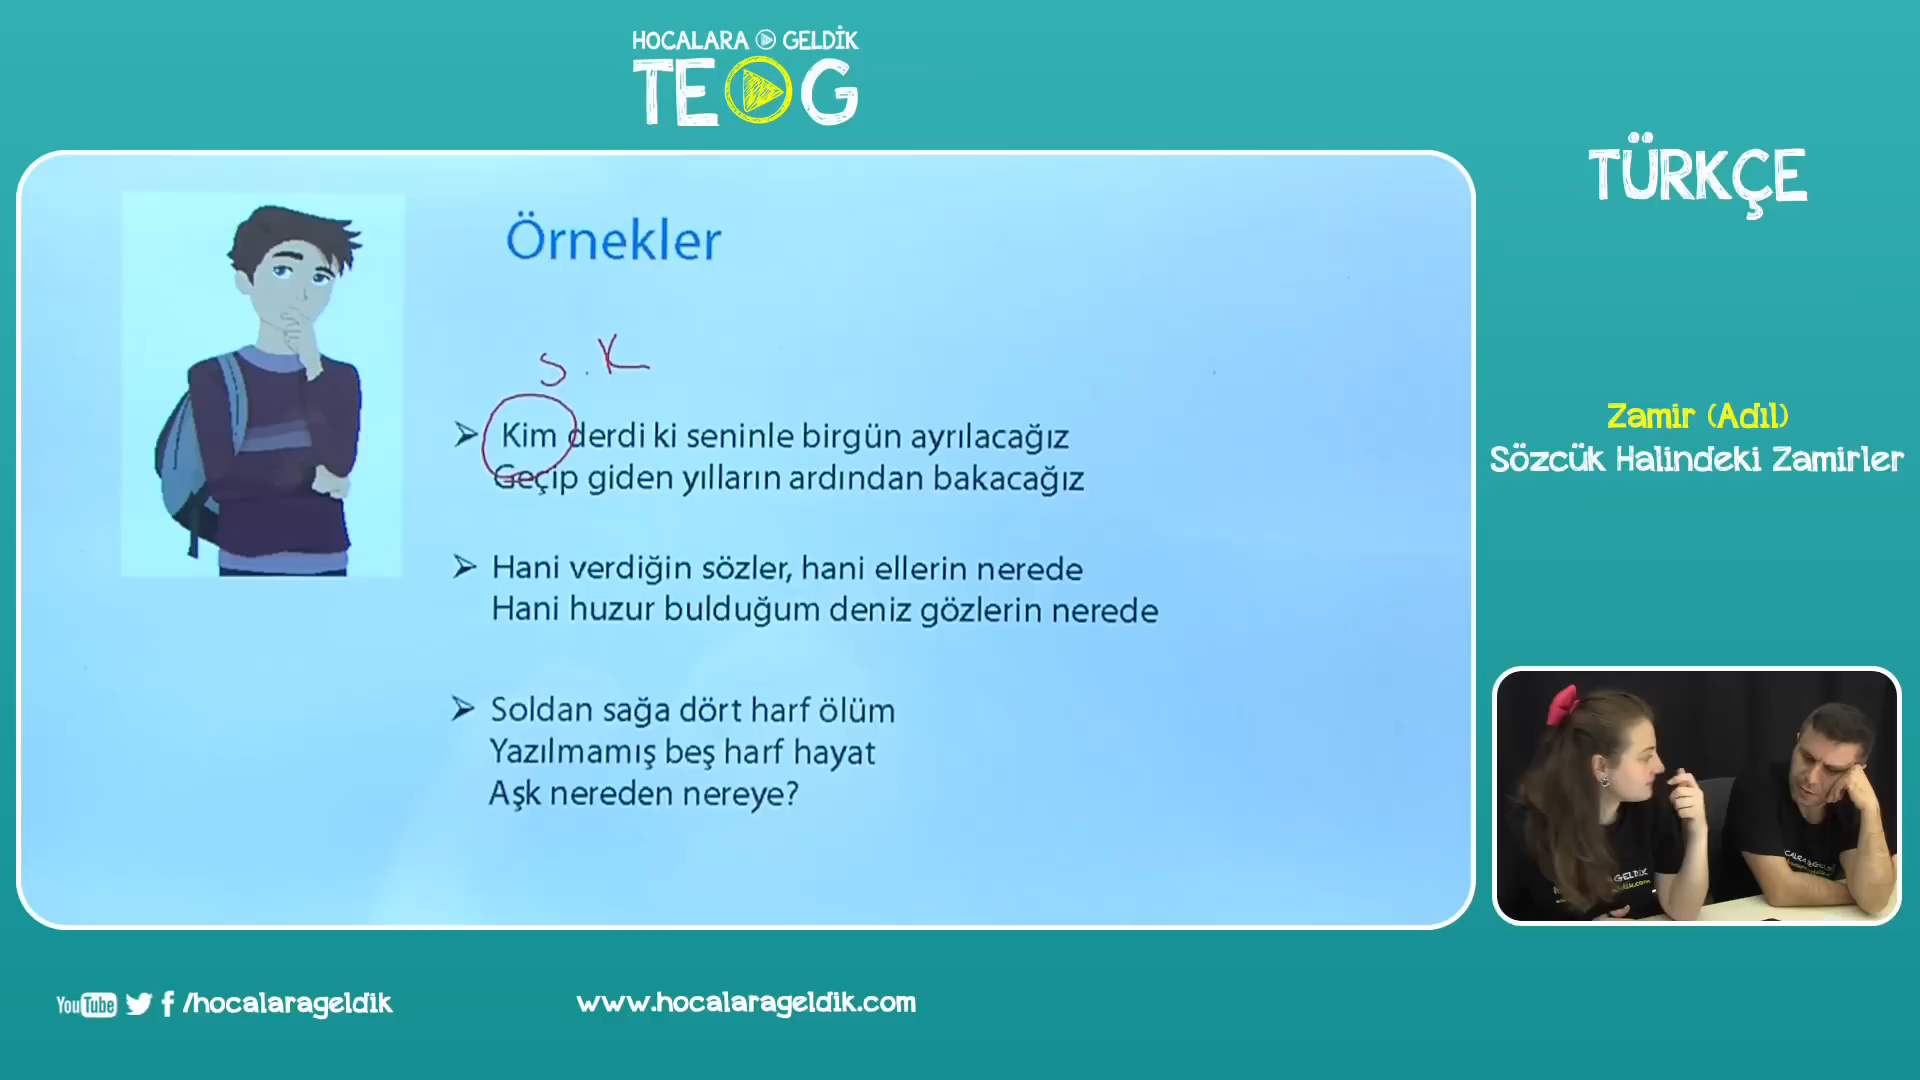 HOCALARA GELDİK
TEOG
TÜRKÇE
Örnekler
S.K
Kim derdi ki seninle birgün ayrılacağız
Geçip giden yılların ardından bakacağız
Hani verdiğin sözler, hani ellerin nerede
Hani huzur bulduğum deniz gözlerin nerede
Soldan sağa dört harf ölüm
Yazılmamış beş harf hayat
Aşk nereden nereye?
Zamir (Adıl)
Sözcük Halindeki Zamirler
YouTube f /hocalarageldik
www.hocalarageldik.com